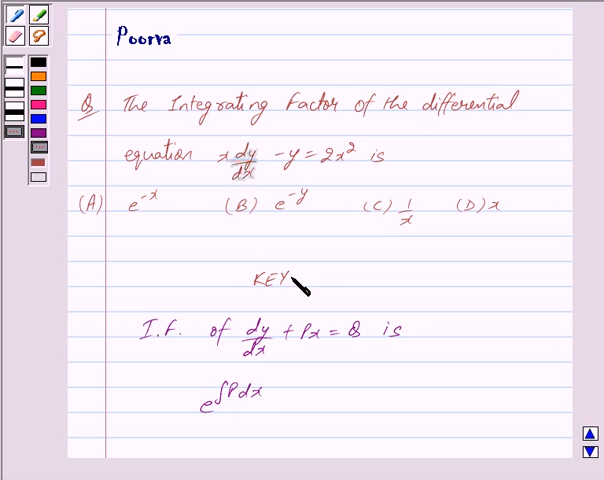 Poorva
Q The Integrating Factor of the differential
equation x dy/dx - y = 2x² is
(A) e^-x (B) e^-y (C) 1/x (D) x
KEY
I.F. of dy/dx + Px = Q is
e^∫Pdx